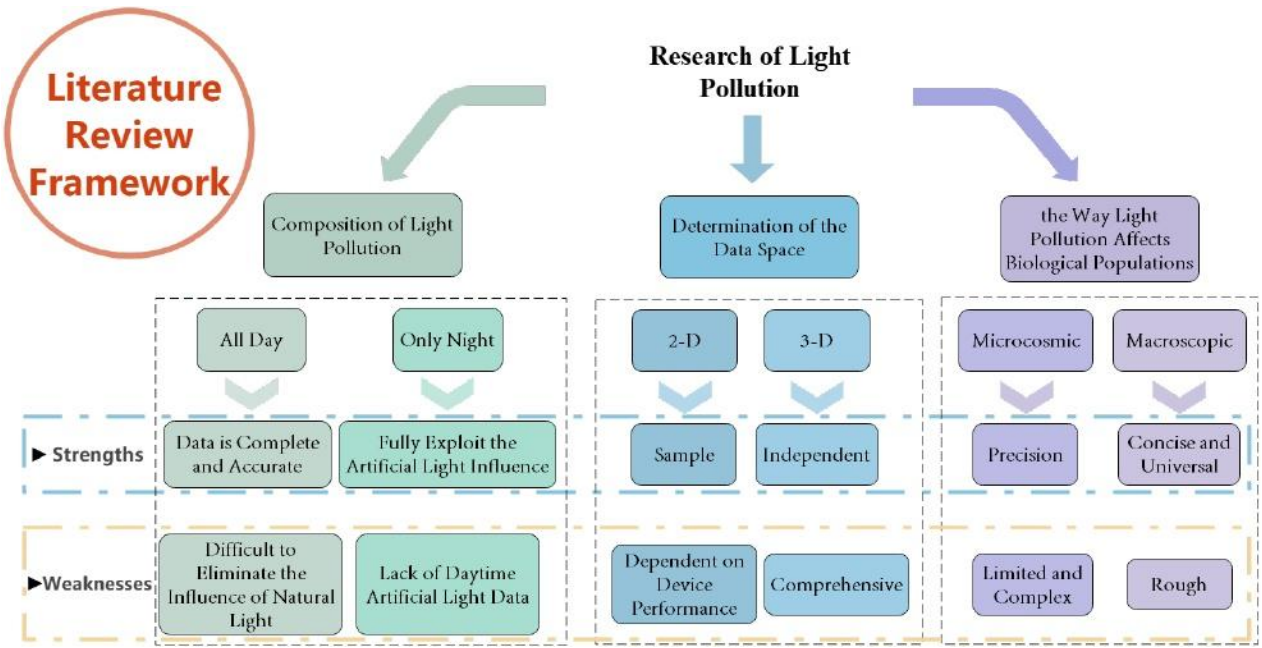 Literature
Review
Framework
Research of Light
Pollution
Composition of Light
Pollution
Determination of the
Data Space
the Way Light
Pollution Affects
Biological Populations
All Day
Only Night
2-D
3-D
Microcosmic
Macroscopic
► Strengths
Data is Complete
and Accurate
Fully Exploit the
Artificial Light Influence
Sample
Independent
Precision
Concise and
Universal
►Weaknesses
Difficult to
Eliminate the
Influence of Natural
Light
Lack of Daytime
Artificial Light Data
Dependent on
Device
Performance
Comprehensive
Limited and
Complex
Rough